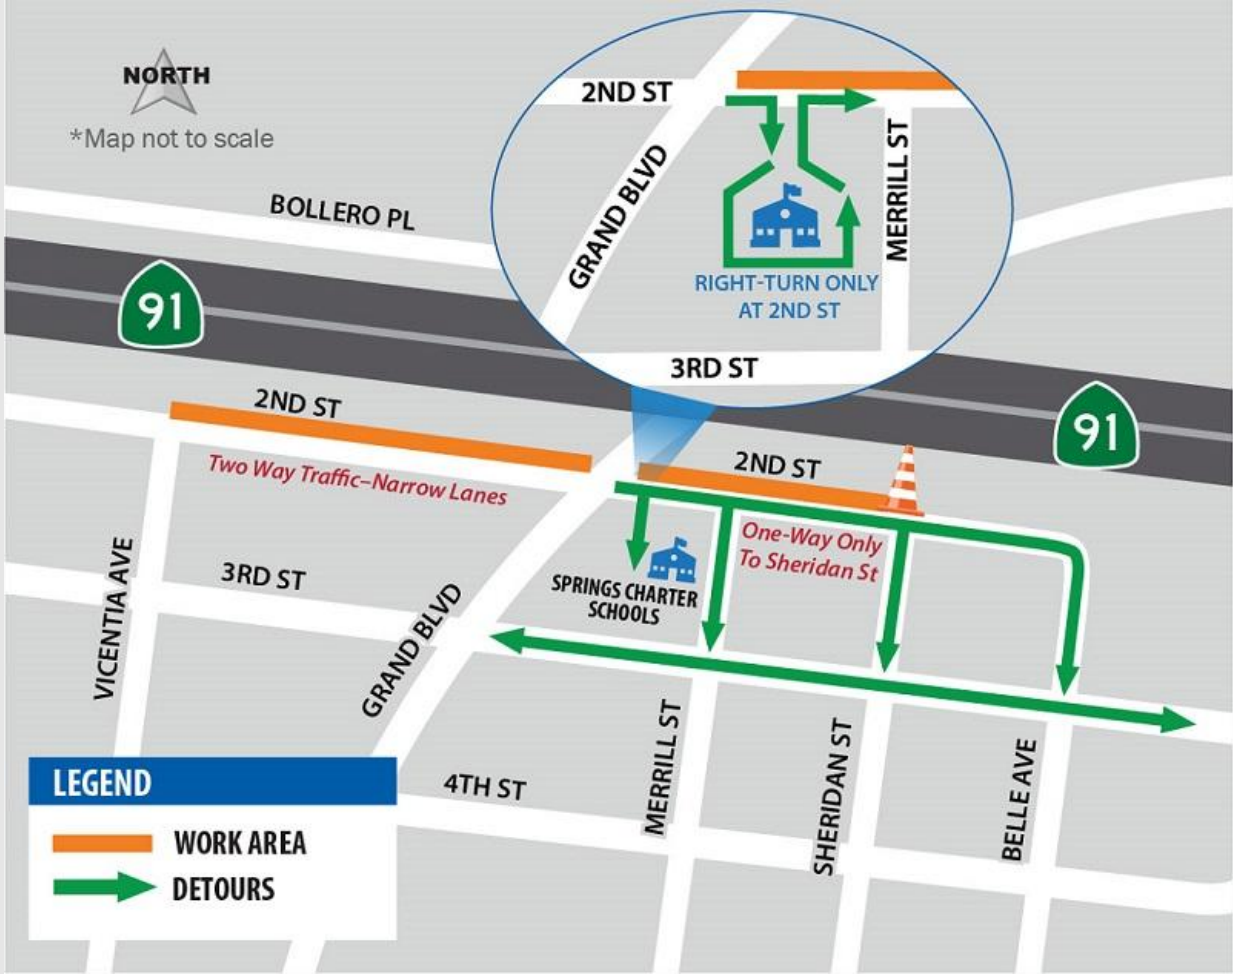 NORTH
*Map not to scale
2ND ST
GRAND BLVD
MERRILL ST
RIGHT-TURN ONLY
AT 2ND ST
3RD ST
BOLLERO PL
91
91
2ND ST
Two Way Traffic–Narrow Lanes
2ND ST
One-Way Only
To Sheridan St
SPRINGS CHARTER
SCHOOLS
VICENTIA AVE
3RD ST
GRAND BLVD
MERRILL ST
SHERIDAN ST
BELLE AVE
4TH ST
LEGEND
WORK AREA
DETOURS